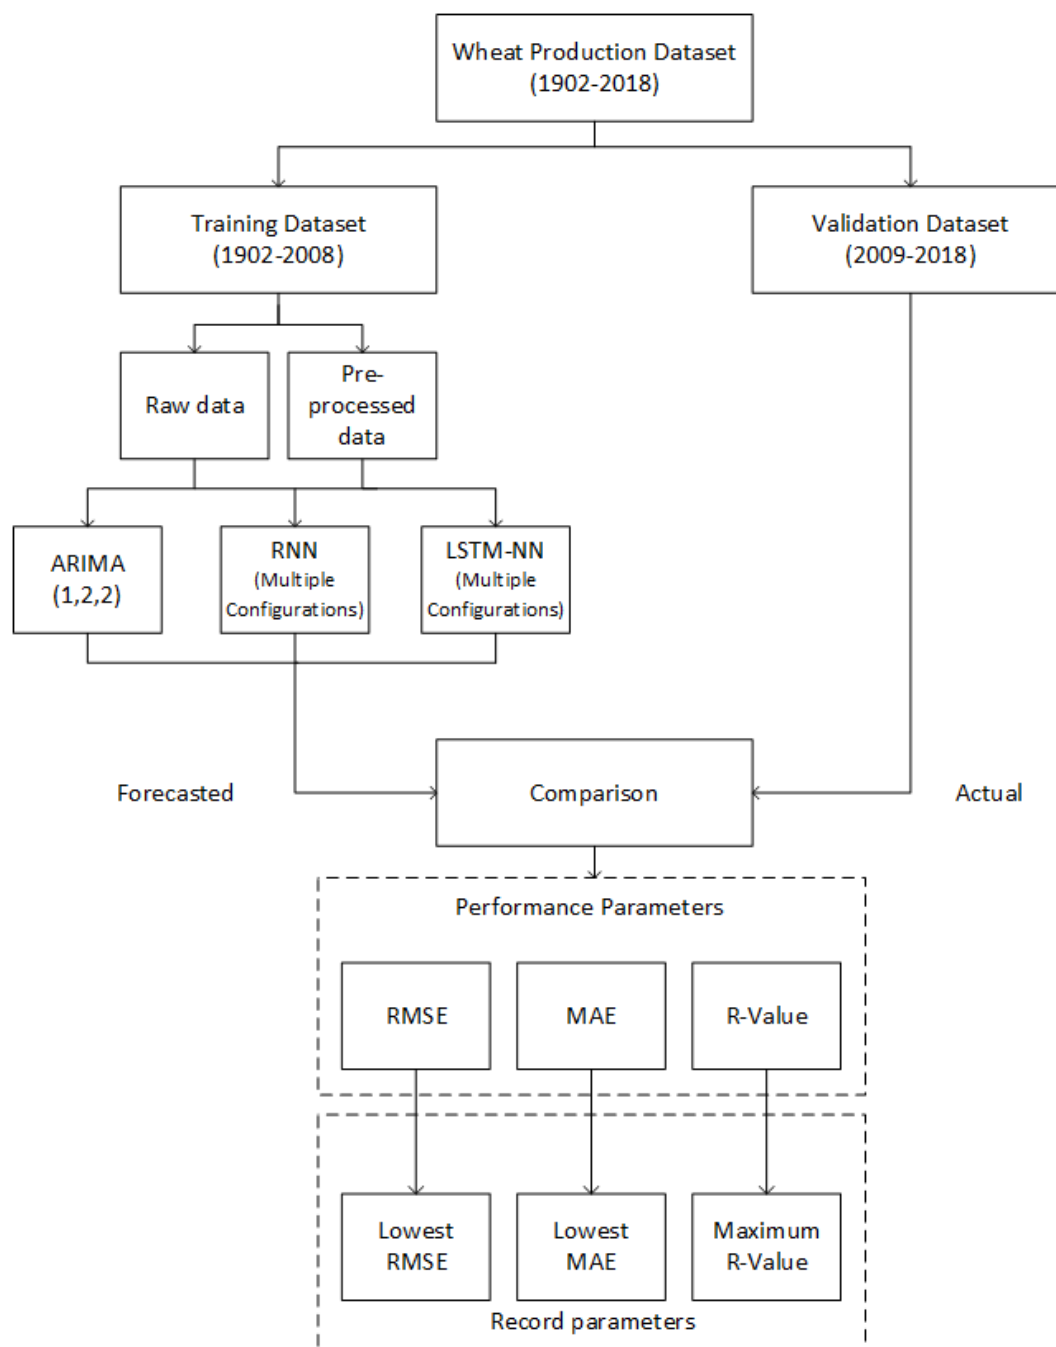 Wheat Production Dataset
(1902-2018)
Training Dataset
(1902-2008)
Validation Dataset
(2009-2018)
Raw data
Pre-
processed
data
ARIMA
(1,2,2)
RNN
(Multiple
Configurations)
LSTM-NN
(Multiple
Configurations)
Forecasted
Comparison
Actual
Performance Parameters
RMSE
MAE
R-Value
Lowest
RMSE
Lowest
MAE
Maximum
R-Value
Record parameters